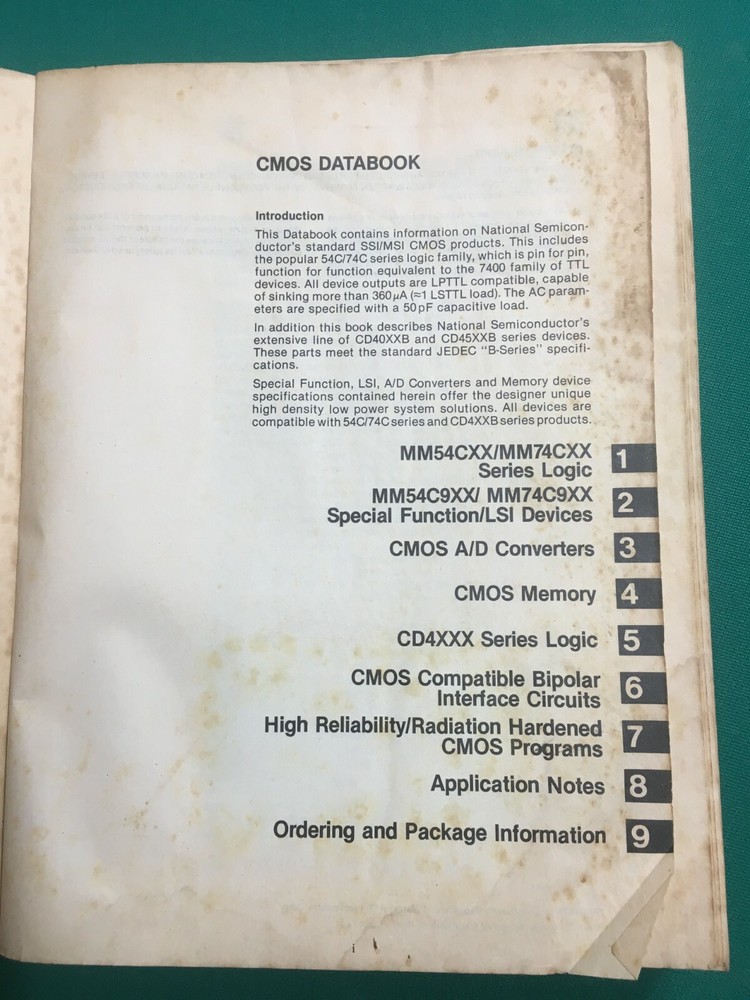 CMOS DATABOOK
Introduction
This Databook contains information on National Semicon-
ductor's standard SSI/MSI CMOS products. This includes
the popular 54C/74C series logic family, which is pin for pin,
function for function equivalent to the 7400 family of TTL
devices. All device outputs are LPTTL compatible, capable
of sinking more than 360µA (≈1 LSTTL load). The AC param-
eters are specified with a 50pF capacitive load.
In addition this book describes National Semiconductor's
extensive line of CD40XXB and CD45XXB series devices.
These parts meet the standard JEDEC "B-Series" specifi-
cations.
Special Function, LSI, A/D Converters and Memory device
specifications contained herein offer the designer unique
high density low power system solutions. All devices are
compatible with 54C/74C series and CD4XXB series products.
MM54CXX/MM74CXX 1
Series Logic
MM54C9XX/ MM74C9XX 2
Special Function/LSI Devices
CMOS A/D Converters 3
CMOS Memory 4
CD4XXX Series Logic 5
CMOS Compatible Bipolar 6
Interface Circuits
High Reliability/Radiation Hardened 7
CMOS Programs
Application Notes 8
Ordering and Package Information 9
i